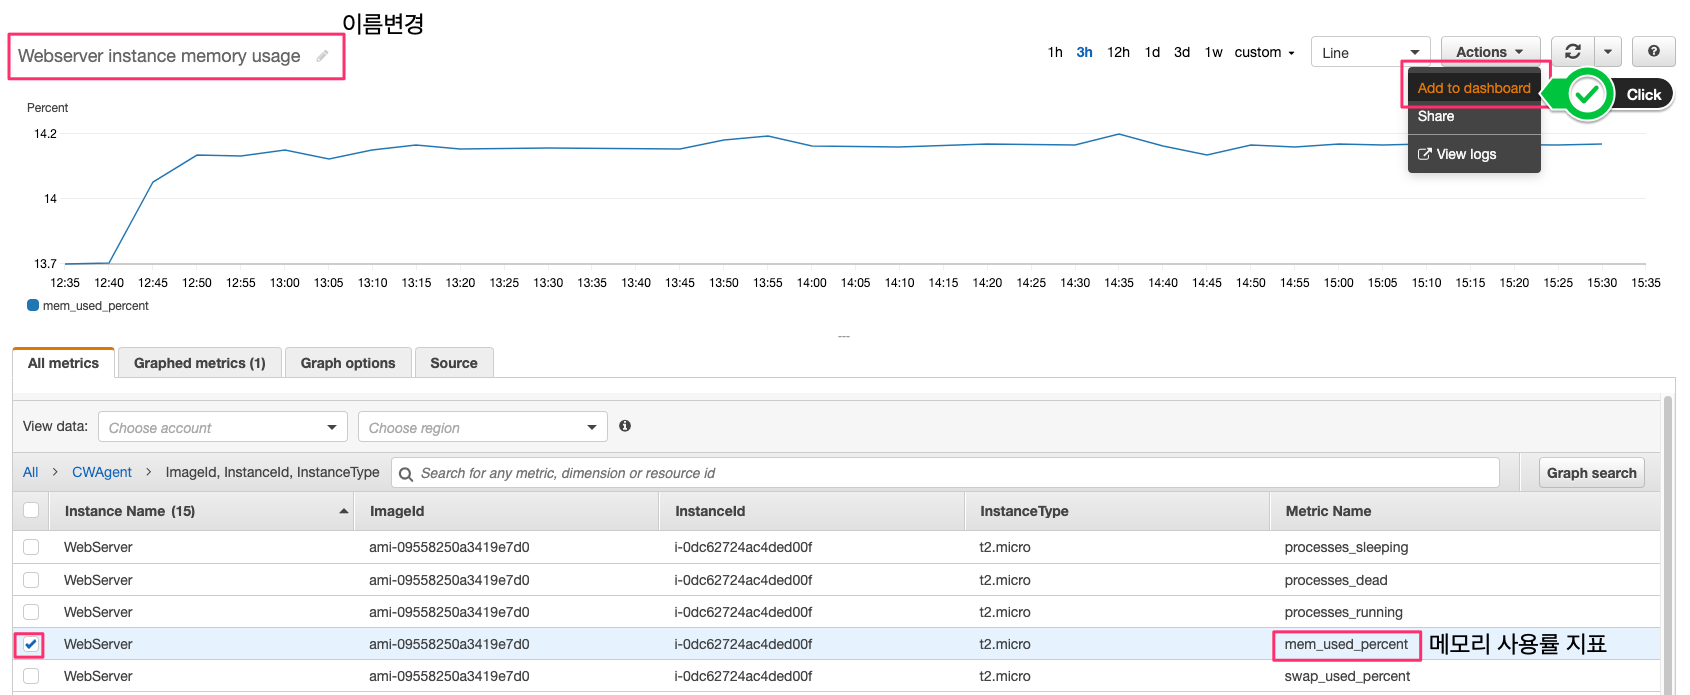 이름변경
Webserver instance memory usage
1h 3h 12h 1d 3d 1w custom Line Actions
Add to dashboard
Click
Share
View logs
Percent
14.2
14
13.7
12:35 12:40 12:45 12:50 12:55 13:00 13:05 13:10 13:15 13:20 13:25 13:30 13:35 13:40 13:45 13:50 13:55 14:00 14:05 14:10 14:15 14:20 14:25 14:30 14:35 14:40 14:45 14:50 14:55 15:00 15:05 15:10 15:15 15:20 15:25 15:30 15:35
mem_used_percent
All metrics Graphed metrics (1) Graph options Source
View data: Choose account Choose region
All > CWAgent > ImageId, InstanceId, InstanceType Search for any metric, dimension or resource id Graph search
Instance Name (15) ImageId InstanceId InstanceType Metric Name
WebServer ami-09558250a3419e7d0 i-0dc62724ac4ded00f t2.micro processes_sleeping
WebServer ami-09558250a3419e7d0 i-0dc62724ac4ded00f t2.micro processes_dead
WebServer ami-09558250a3419e7d0 i-0dc62724ac4ded00f t2.micro processes_running
WebServer ami-09558250a3419e7d0 i-0dc62724ac4ded00f t2.micro mem_used_percent 메모리 사용률 지표
WebServer ami-09558250a3419e7d0 i-0dc62724ac4ded00f t2.micro swap_used_percent